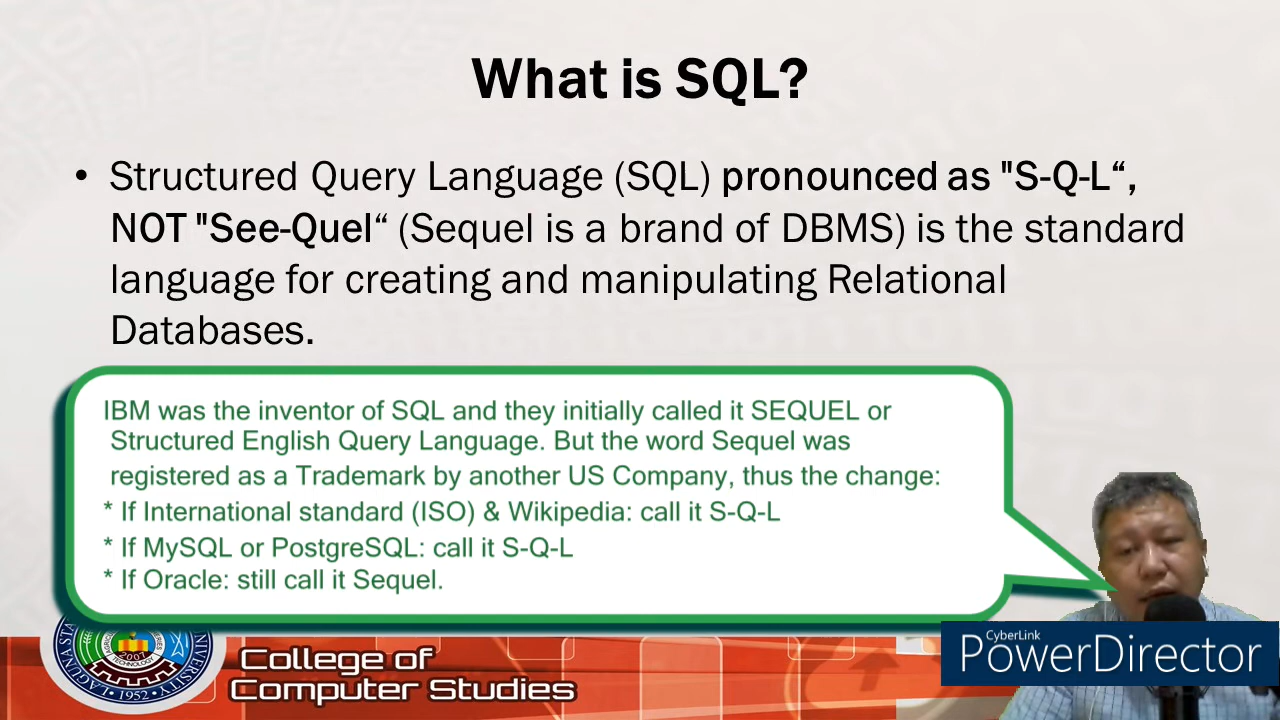 What is SQL?
• Structured Query Language (SQL) pronounced as "S-Q-L“,
NOT "See-Quel“ (Sequel is a brand of DBMS) is the standard
language for creating and manipulating Relational
Databases.
IBM was the inventor of SQL and they initially called it SEQUEL or
Structured English Query Language. But the word Sequel was
registered as a Trademark by another US Company, thus the change:
* If International standard (ISO) & Wikipedia: call it S-Q-L
* If MySQL or PostgreSQL: call it S-Q-L
* If Oracle: still call it Sequel.
2007
1952
College of
Computer Studies
CyberLink
PowerDirector